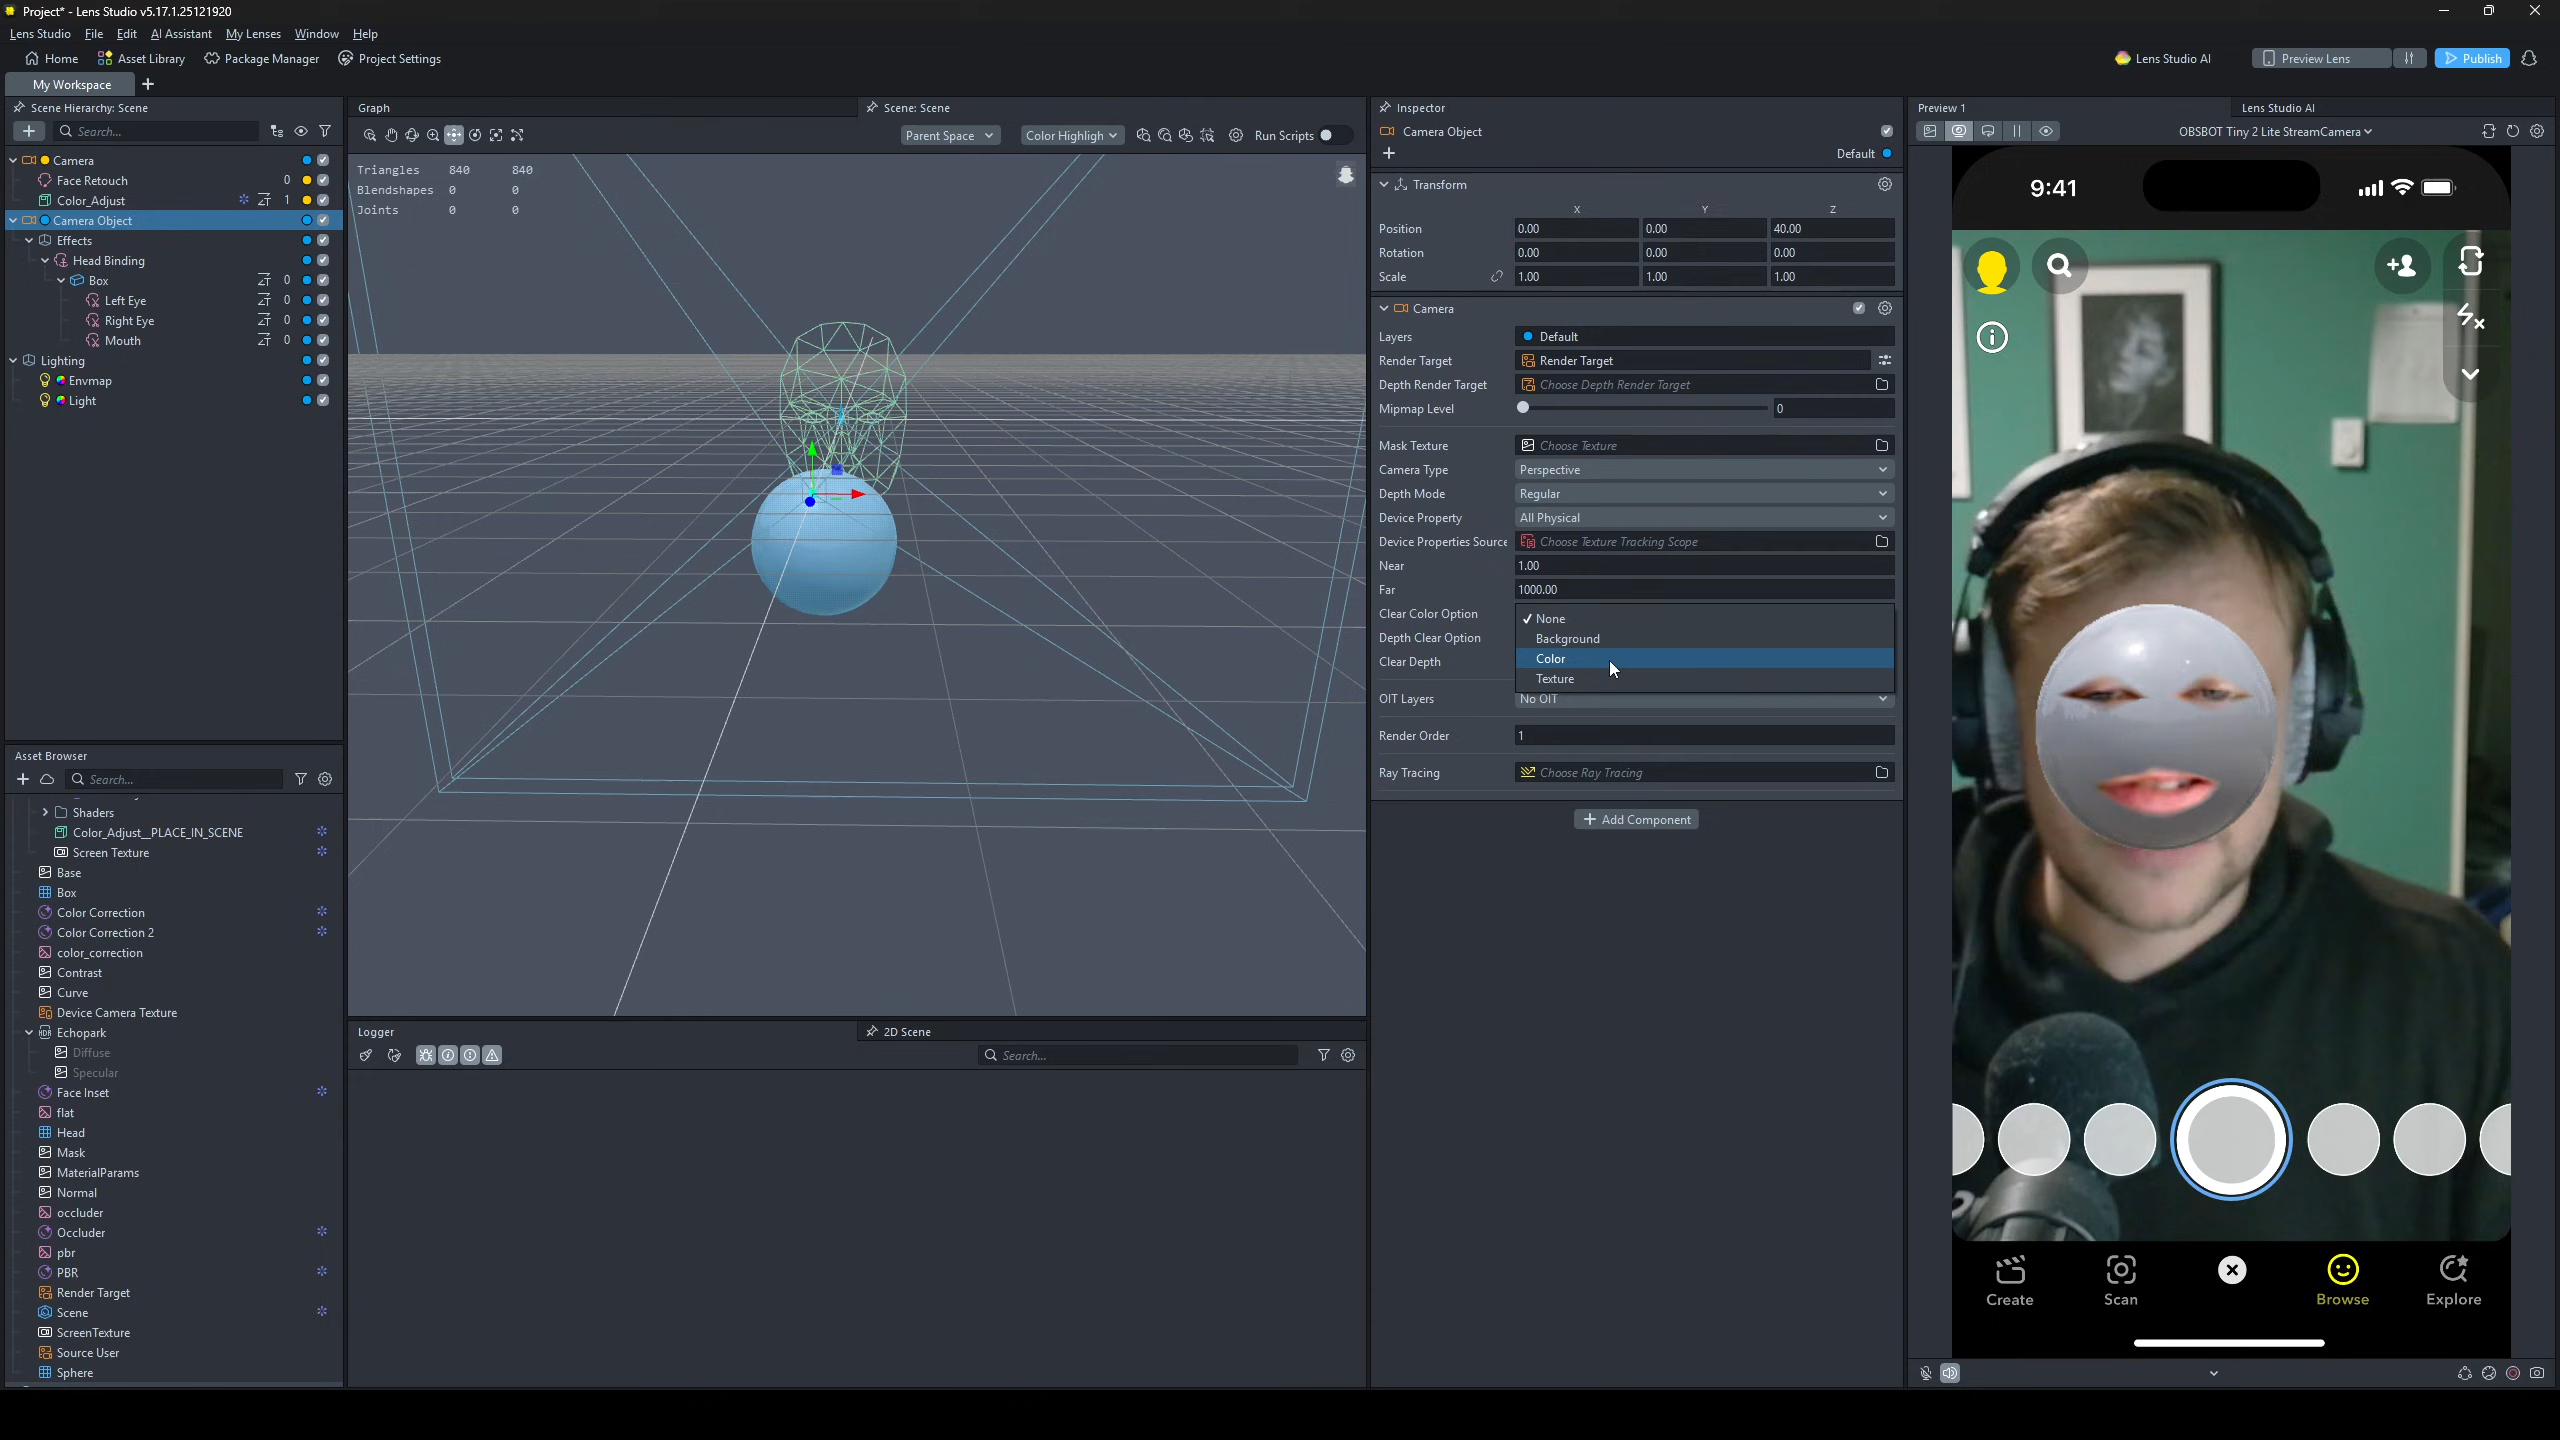 Project* - Lens Studio v5.17.1.25121920
Lens Studio File Edit AI Assistant My Lenses Window Help
Home Asset Library Package Manager Project Settings
Lens Studio AI Preview Lens Publish
My Workspace
Scene Hierarchy: Scene
Search...
Camera
Face Retouch 0
Color_Adjust 1
Camera Object
Effects
Head Binding
Box 0
Left Eye 0
Right Eye 0
Mouth 0
Lighting
Envmap
Light
Asset Browser
Search...
Shaders
Color_Adjust__PLACE_IN_SCENE
Screen Texture
Base
Box
Color Correction
Color Correction 2
color_correction
Contrast
Curve
Device Camera Texture
Echopark
Diffuse
Specular
Face Inset
flat
Head
Mask
MaterialParams
Normal
occluder
Occluder
pbr
PBR
Render Target
Scene
ScreenTexture
Source User
Sphere
Graph
Scene: Scene
Parent Space Color Highligh Run Scripts
Triangles 840 840
Blendshapes 0 0
Joints 0 0
Logger
2D Scene
Search...
Inspector
Camera Object
Default
Transform
X Y Z
Position 0.00 0.00 40.00
Rotation 0.00 0.00 0.00
Scale 1.00 1.00 1.00
Camera
Layers Default
Render Target Render Target
Depth Render Target Choose Depth Render Target
Mipmap Level 0
Mask Texture Choose Texture
Camera Type Perspective
Depth Mode Regular
Device Property All Physical
Device Properties Source Choose Texture Tracking Scope
Near 1.00
Far 1000.00
Clear Color Option
Depth Clear Option
Clear Depth
None
Background
Color
Texture
OIT Layers No OIT
Render Order 1
Ray Tracing Choose Ray Tracing
Add Component
Preview 1
Lens Studio AI
OBSBOT Tiny 2 Lite StreamCamera
9:41
Create Scan Browse Explore